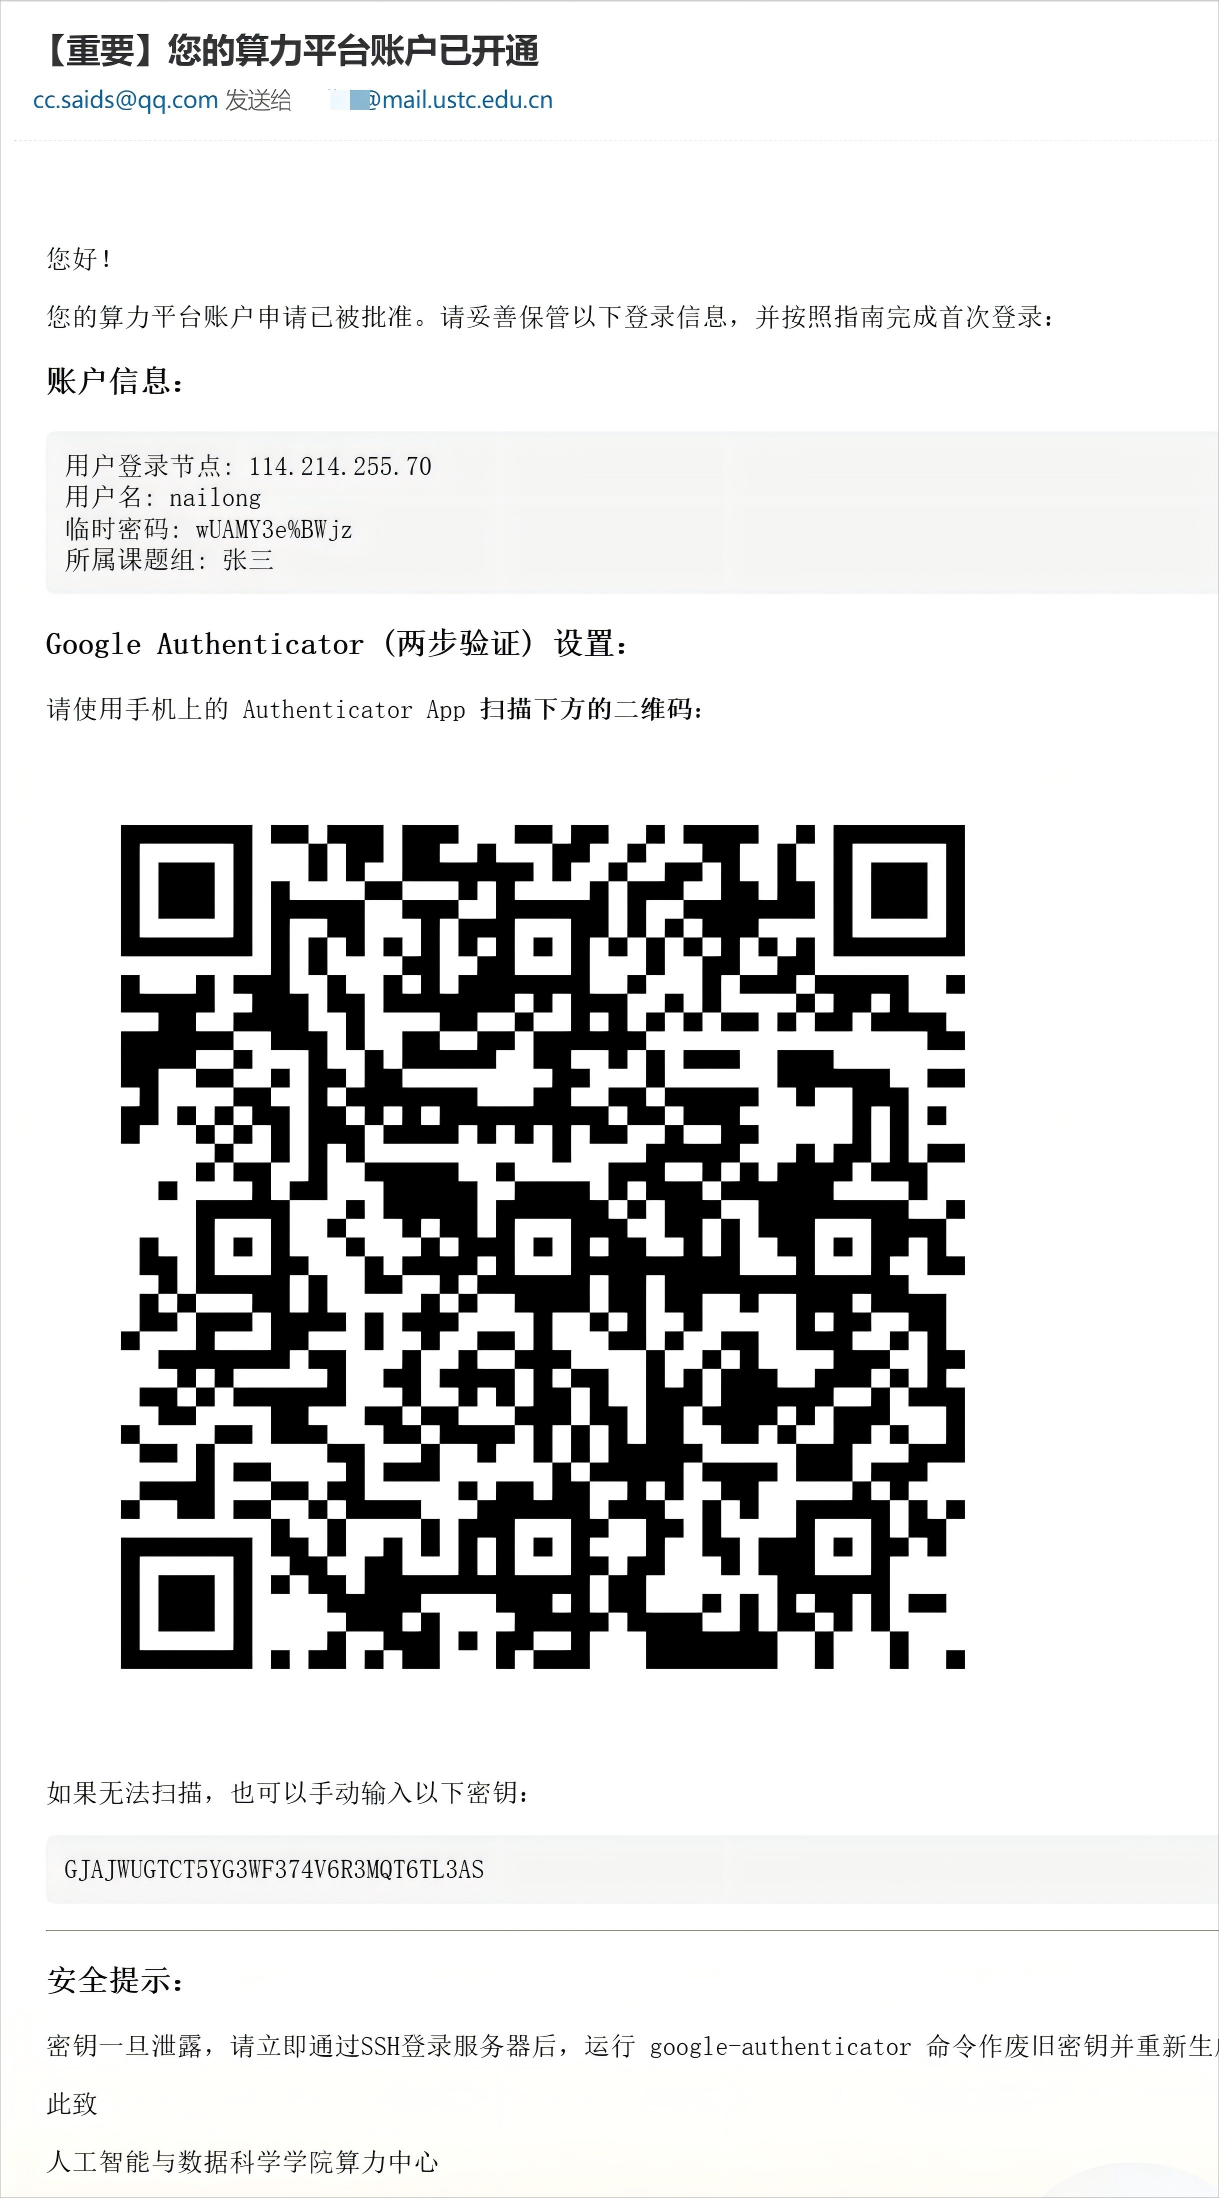 【重要】您的算力平台账户已开通
cc.saids@qq.com 发送给 @mail.ustc.edu.cn
您好!
您的算力平台账户申请已被批准。请妥善保管以下登录信息，并按照指南完成首次登录：
账户信息：
用户登录节点: 114.214.255.70
用户名: nailong
临时密码: wUAMY3e%BWjz
所属课题组: 张三
Google Authenticator (两步验证) 设置：
请使用手机上的 Authenticator App 扫描下方的二维码：
如果无法扫描，也可以手动输入以下密钥：
GJAJWUGTCT5YG3WF374V6R3MQT6TL3AS
安全提示：
密钥一旦泄露，请立即通过SSH登录服务器后，运行 google-authenticator 命令作废旧密钥并重新生
此致
人工智能与数据科学学院算力中心